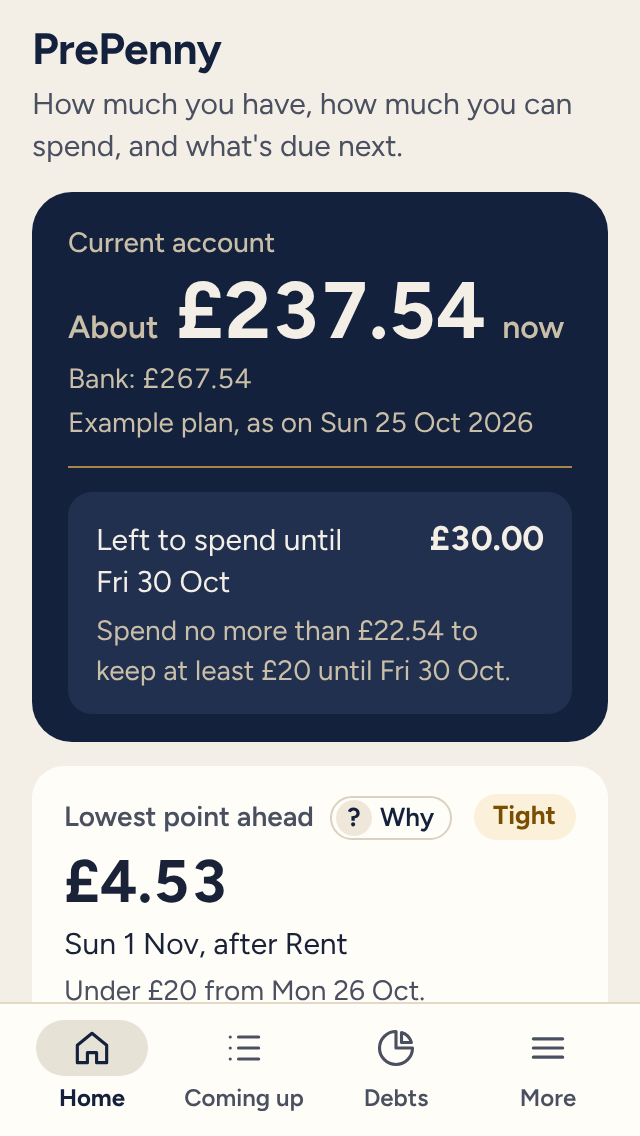 PrePenny
How much you have, how much you can
spend, and what's due next.
Current account
About £237.54 now
Bank: £267.54
Example plan, as on Sun 25 Oct 2026
Left to spend until £30.00
Fri 30 Oct
Spend no more than £22.54 to
keep at least £20 until Fri 30 Oct.
Lowest point ahead ? Why Tight
£4.53
Sun 1 Nov, after Rent
Under £20 from Mon 26 Oct.
Home Coming up Debts More